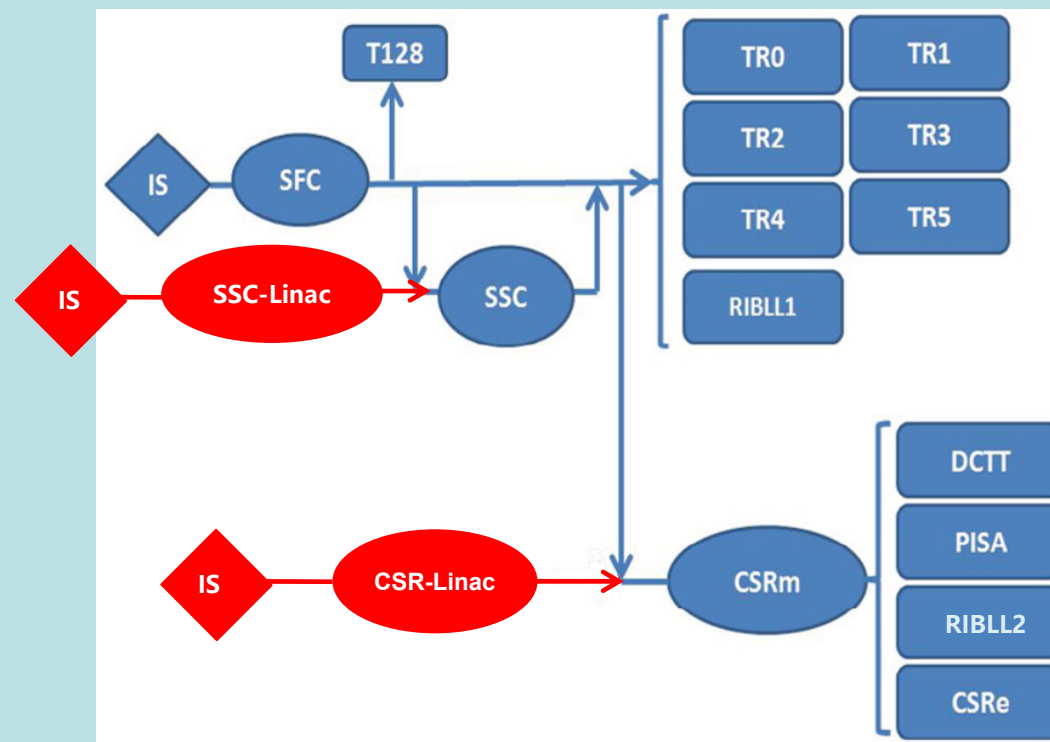 T128
TR0
TR1
TR2
TR3
IS
SFC
TR4
TR5
IS
SSC-Linac
SSC
RIBLL1
DCTT
PISA
IS
CSR-Linac
CSRm
RIBLL2
CSRe